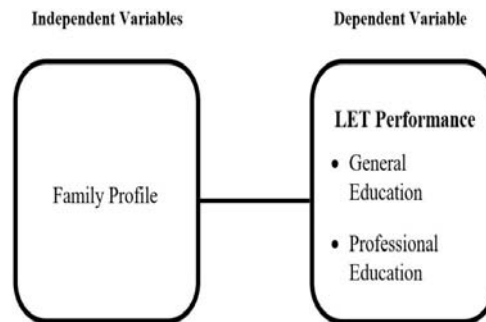 Independent Variables
Dependent Variable
Family Profile
LET Performance
• General
Education
• Professional
Education